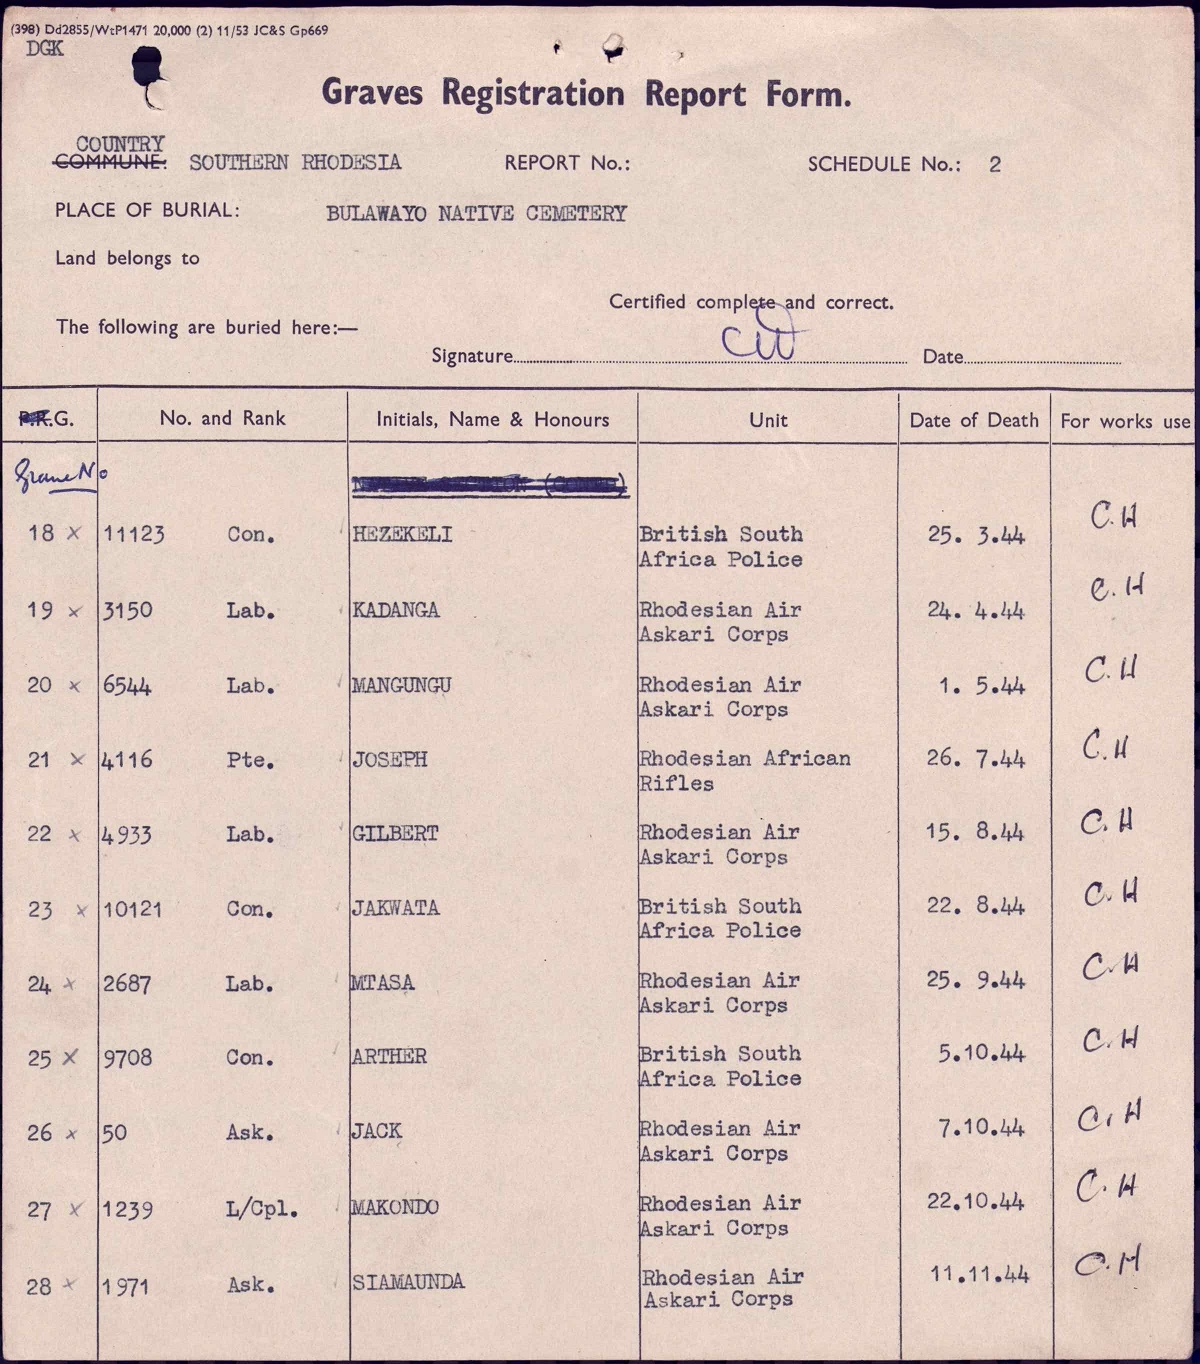 (398) Dd2855/WtP1471 20,000 (2) 11/53 JC&S Gp669
DGK
Graves Registration Report Form.
COUNTRY
COMMUNE: SOUTHERN RHODESIA REPORT No.: SCHEDULE No.: 2
PLACE OF BURIAL: BULAWAYO NATIVE CEMETERY
Land belongs to
Certified complete and correct.
The following are buried here:—
Signature Date
P.R.G. No. and Rank Initials, Name & Honours Unit Date of Death For works use
Grave No
C.H
18 x 11123 Con. HEZEKELI British South 25. 3.44
Africa Police
C.H
19 x 3150 Lab. KADANGA Rhodesian Air 24. 4.44
Askari Corps
C.H
20 x 6544 Lab. MANGUNGU Rhodesian Air 1. 5.44
Askari Corps
C.H
21 x 4116 Pte. JOSEPH Rhodesian African 26. 7.44
Rifles
22 x 4933 Lab. GILBERT Rhodesian Air 15. 8.44 C.H
Askari Corps
23 x 10121 Con. JAKWATA British South 22. 8.44 C.H
Africa Police
24 x 2687 Lab. MTASA Rhodesian Air 25. 9.44 C.H
Askari Corps
25 x 9708 Con. ARTHER British South 5.10.44 C.H
Africa Police
26 x 50 Ask. JACK Rhodesian Air 7.10.44 C.H
Askari Corps
27 x 1239 L/Cpl. MAKONDO Rhodesian Air 22.10.44 C.H
Askari Corps
28 x 1971 Ask. SIAMAUNDA Rhodesian Air 11.11.44 C.H
Askari Corps